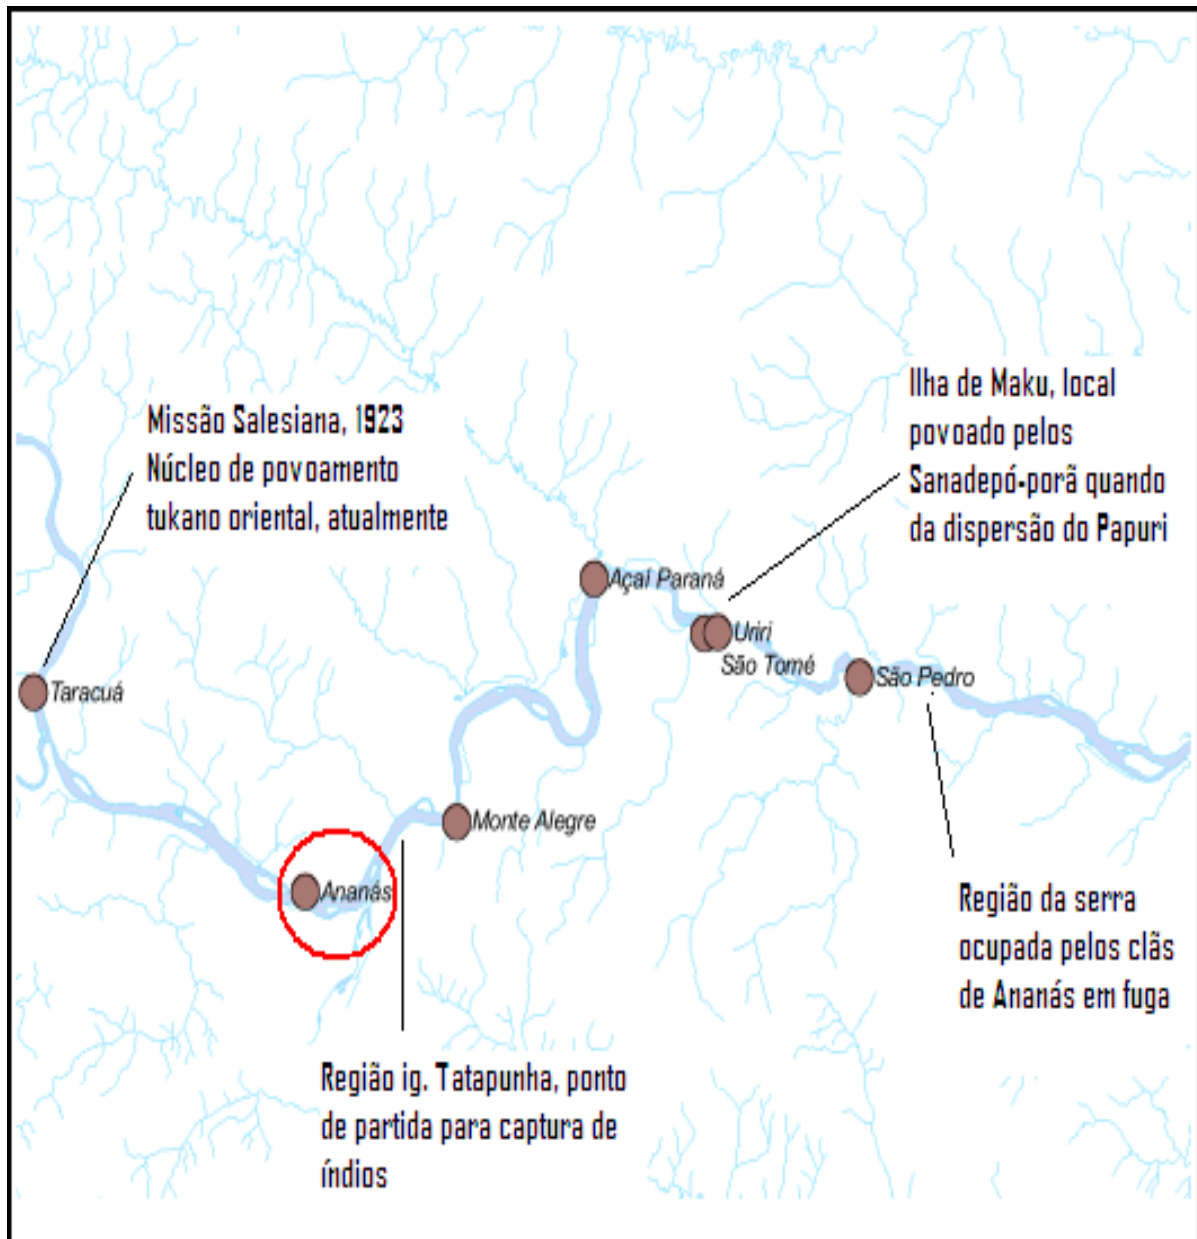 Ilha de Maku, local
povoado pelos
Sanadepó-porã quando
da dispersão do Papuri
Missão Salesiana, 1923
Núcleo de povoamento
tukano oriental, atualmente
Açaí Paraná
Uriri
São Tomé
São Pedro
Taracuá
Monte Alegre
Ananás
Região da serra
ocupada pelos clãs
de Ananás em fuga
Região ig. Tatapunha, ponto
de partida para captura de
índios